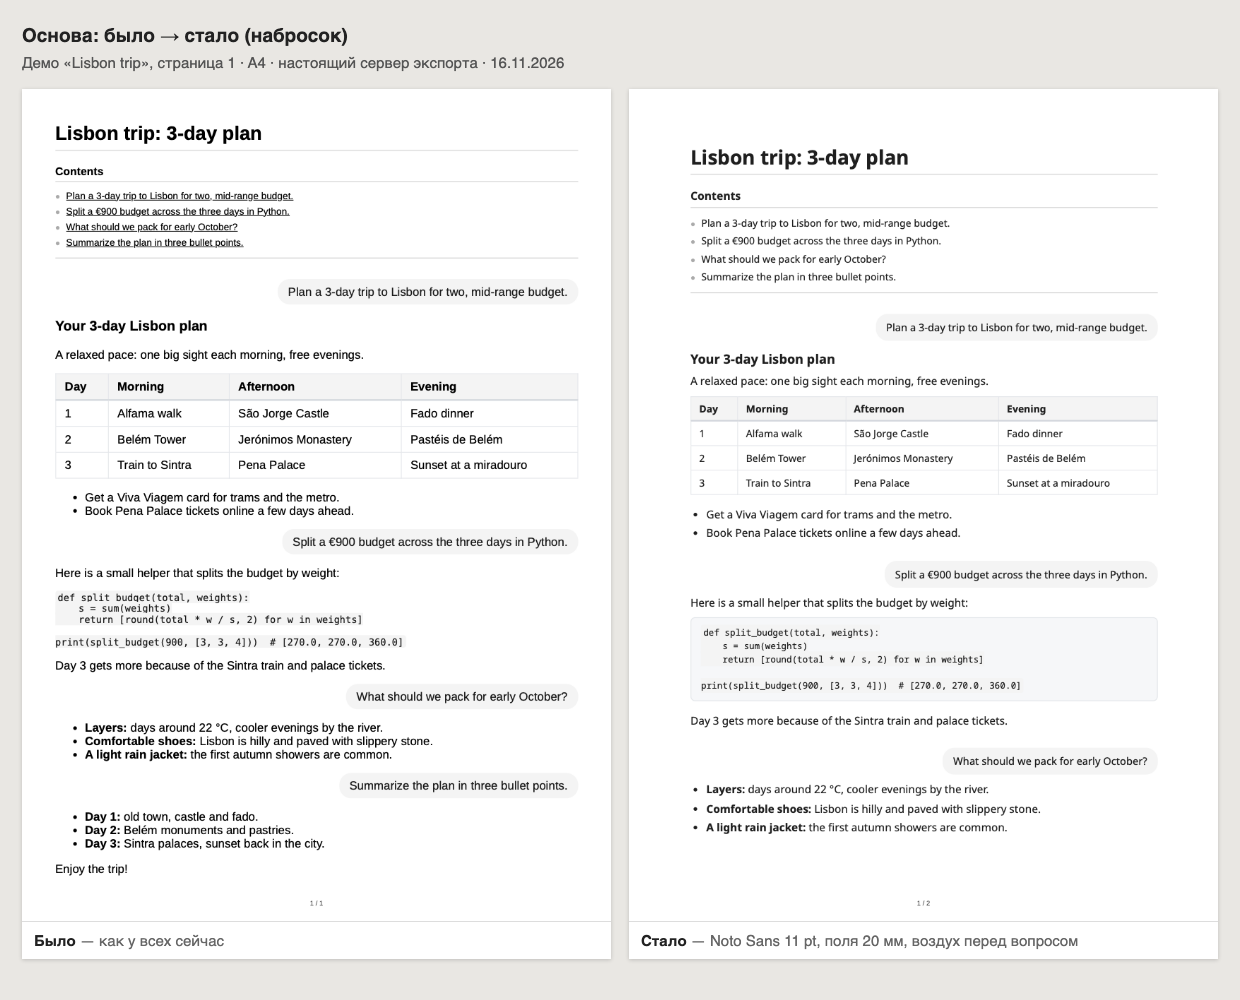 Основа: было → стало (набросок)
Демо «Lisbon trip», страница 1 · A4 · настоящий сервер экспорта · 16.11.2026
Lisbon trip: 3-day plan
Contents
Plan a 3-day trip to Lisbon for two, mid-range budget.
Split a €900 budget across the three days in Python.
What should we pack for early October?
Summarize the plan in three bullet points.
Plan a 3-day trip to Lisbon for two, mid-range budget.
Your 3-day Lisbon plan
A relaxed pace: one big sight each morning, free evenings.
Day Morning Afternoon Evening
1 Alfama walk São Jorge Castle Fado dinner
2 Belém Tower Jerónimos Monastery Pastéis de Belém
3 Train to Sintra Pena Palace Sunset at a miradouro
• Get a Viva Viagem card for trams and the metro.
• Book Pena Palace tickets online a few days ahead.
Split a €900 budget across the three days in Python.
Here is a small helper that splits the budget by weight:
def split_budget(total, weights):
    s = sum(weights)
    return [round(total * w / s, 2) for w in weights]
print(split_budget(900, [3, 3, 4]))  # [270.0, 270.0, 360.0]
Day 3 gets more because of the Sintra train and palace tickets.
What should we pack for early October?
• Layers: days around 22 °C, cooler evenings by the river.
• Comfortable shoes: Lisbon is hilly and paved with slippery stone.
• A light rain jacket: the first autumn showers are common.
Summarize the plan in three bullet points.
• Day 1: old town, castle and fado.
• Day 2: Belém monuments and pastries.
• Day 3: Sintra palaces, sunset back in the city.
Enjoy the trip!
1 / 1
Было — как у всех сейчас
Lisbon trip: 3-day plan
Contents
Plan a 3-day trip to Lisbon for two, mid-range budget.
Split a €900 budget across the three days in Python.
What should we pack for early October?
Summarize the plan in three bullet points.
Plan a 3-day trip to Lisbon for two, mid-range budget.
Your 3-day Lisbon plan
A relaxed pace: one big sight each morning, free evenings.
Day Morning Afternoon Evening
1 Alfama walk São Jorge Castle Fado dinner
2 Belém Tower Jerónimos Monastery Pastéis de Belém
3 Train to Sintra Pena Palace Sunset at a miradouro
• Get a Viva Viagem card for trams and the metro.
• Book Pena Palace tickets online a few days ahead.
Split a €900 budget across the three days in Python.
Here is a small helper that splits the budget by weight:
def split_budget(total, weights):
    s = sum(weights)
    return [round(total * w / s, 2) for w in weights]
print(split_budget(900, [3, 3, 4]))  # [270.0, 270.0, 360.0]
Day 3 gets more because of the Sintra train and palace tickets.
What should we pack for early October?
• Layers: days around 22 °C, cooler evenings by the river.
• Comfortable shoes: Lisbon is hilly and paved with slippery stone.
• A light rain jacket: the first autumn showers are common.
1 / 2
Стало — Noto Sans 11 pt, поля 20 мм, воздух перед вопросом